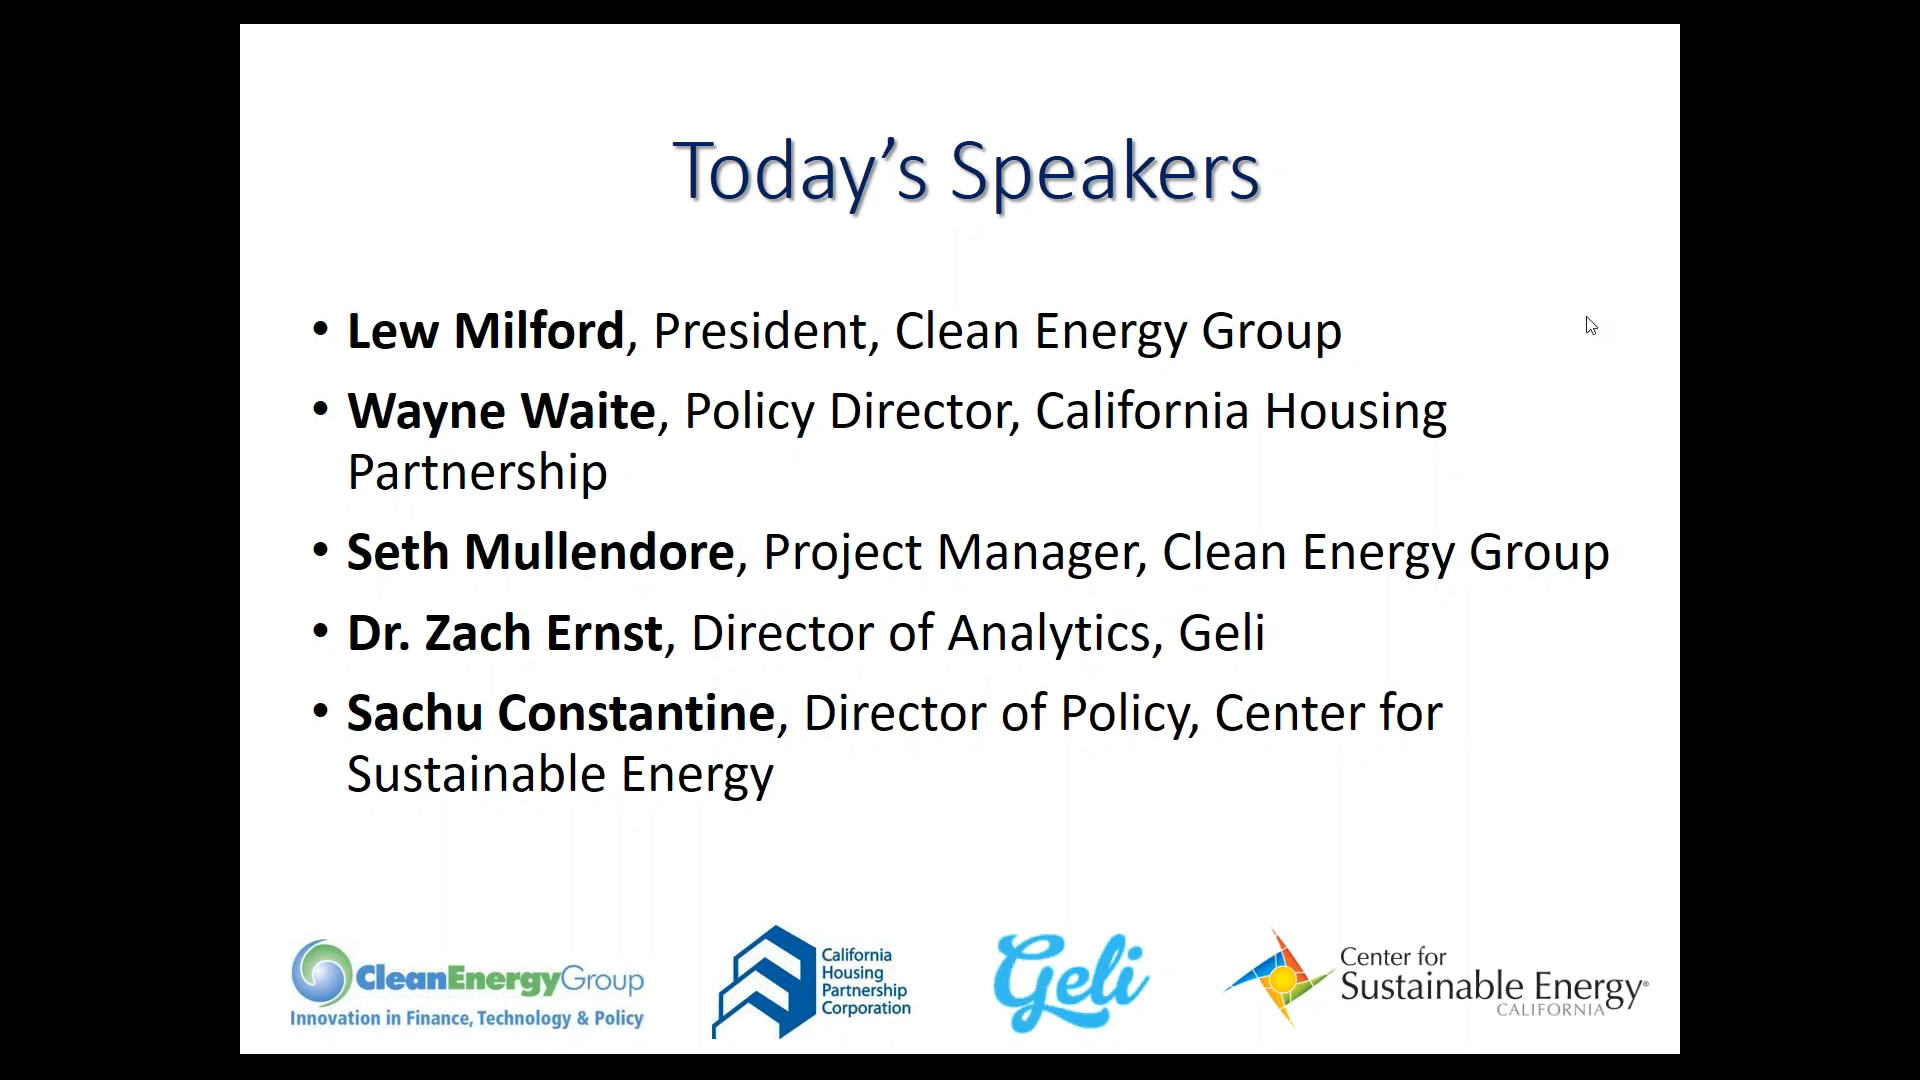 Today’s Speakers
• Lew Milford, President, Clean Energy Group
• Wayne Waite, Policy Director, California Housing
Partnership
• Seth Mullendore, Project Manager, Clean Energy Group
• Dr. Zach Ernst, Director of Analytics, Geli
• Sachu Constantine, Director of Policy, Center for
Sustainable Energy
CleanEnergyGroup
Innovation in Finance, Technology & Policy
California
Housing
Partnership
Corporation
Geli
Center for
Sustainable Energy®
CALIFORNIA